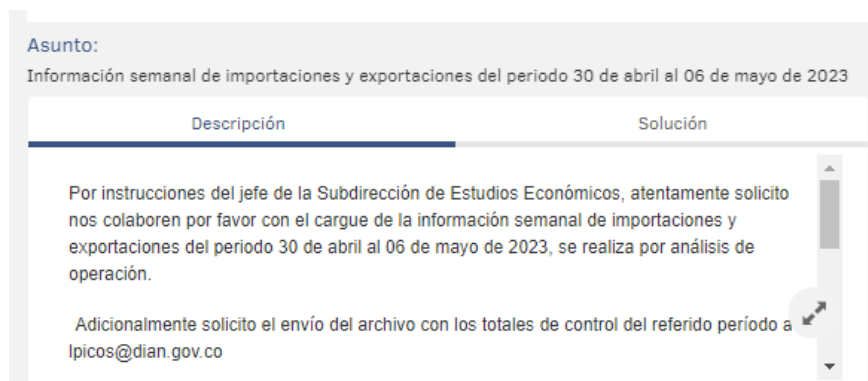 Asunto:
Información semanal de importaciones y exportaciones del periodo 30 de abril al 06 de mayo de 2023
Descripción
Solución
Por instrucciones del jefe de la Subdirección de Estudios Económicos, atentamente solicito
nos colaboren por favor con el cargue de la información semanal de importaciones y
exportaciones del periodo 30 de abril al 06 de mayo de 2023, se realiza por análisis de
operación.
Adicionalmente solicito el envío del archivo con los totales de control del referido período a
lpicos@dian.gov.co